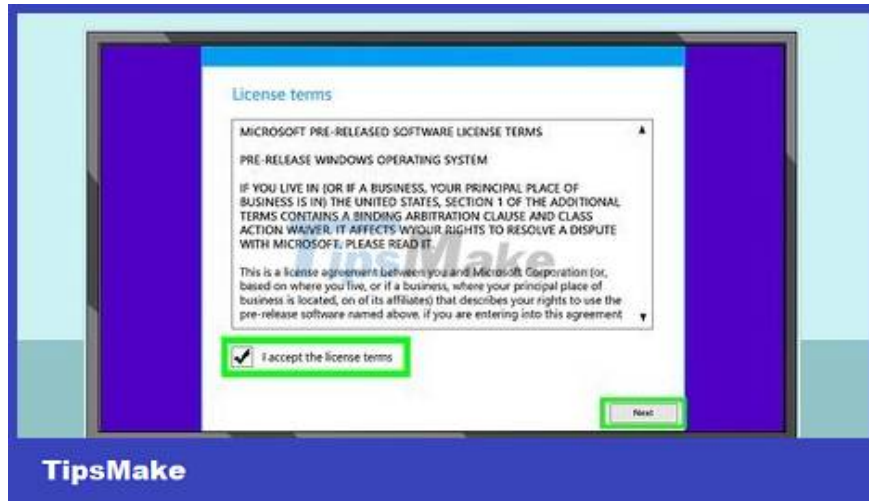 License terms
MICROSOFT PRE-RELEASED SOFTWARE LICENSE TERMS
PRE-RELEASE WINDOWS OPERATING SYSTEM
IF YOU LIVE IN (OR IF A BUSINESS, YOUR PRINCIPAL PLACE OF
BUSINESS IS IN) THE UNITED STATES, SECTION 1 OF THE ADDITIONAL
TERMS CONTAINS A BINDING ARBITRATION CLAUSE AND CLASS
ACTION WAIVER. IT AFFECTS WYOUR RIGHTS TO RESOLVE A DISPUTE
WITH MICROSOFT. PLEASE READ IT.
TipsMake
This is a license agreement between you and Microsoft Corporation (or,
based on where you live, or if a business, where your principal place of
business is located, on of its affiliates) that describes your rights to use the
pre-release software named above. if you are entering into this agreement
I accept the license terms
Next
TipsMake